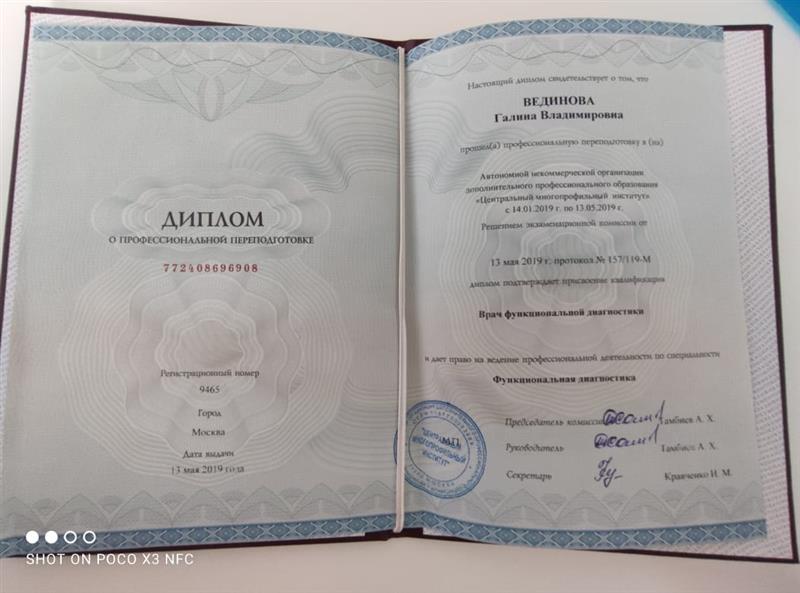 ДИПЛОМ
О ПРОФЕССИОНАЛЬНОЙ ПЕРЕПОДГОТОВКЕ
772408696908
Регистрационный номер
9465
Город
Москва
Дата выдачи
13 мая 2019 года
Настоящий диплом свидетельствует о том, что
ВЕДИНОВА
Галина Владимировна
прошел(а) профессиональную переподготовку в (на)
Автономной некоммерческой организации
дополнительного профессионального образования
«Центральный многопрофильный институт»
с 14.01.2019 г. по 13.05.2019 г.
Решением экзаменационной комиссии от
13 мая 2019 г. протокол № 157/119-М
диплом подтверждает присвоение квалификации
Врач функциональной диагностики
и дает право на ведение профессиональной деятельности по специальности
Функциональная диагностика
Председатель комиссии Тамбиев А. Х.
М.П.
Руководитель Тамбиев А. Х.
Секретарь Кравченко И. М.
"ЦЕНТРАЛЬНЫЙ
МНОГОПРОФИЛЬНЫЙ
ИНСТИТУТ"
SHOT ON POCO X3 NFC